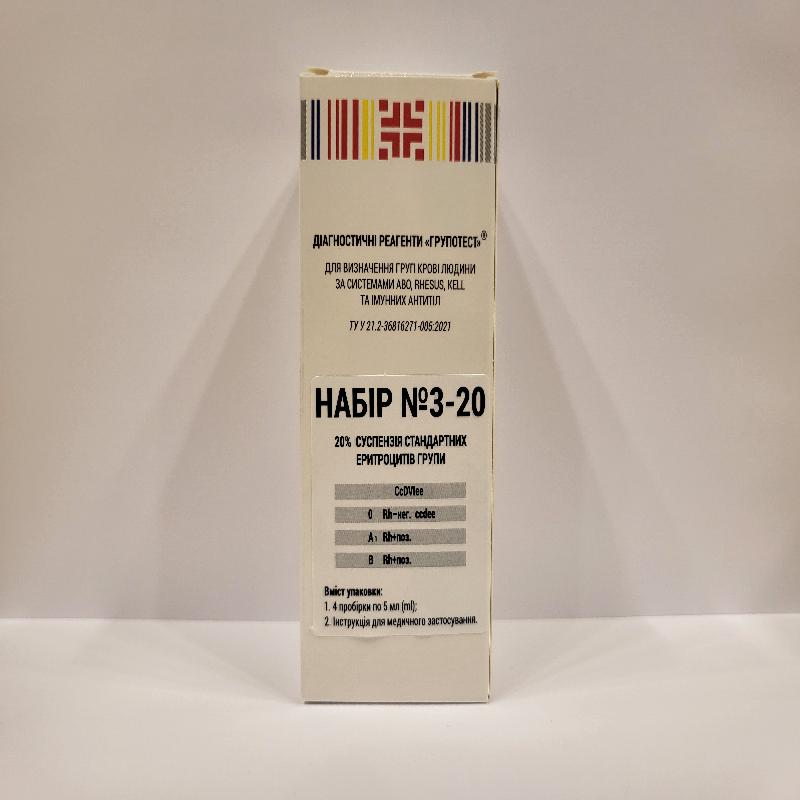 ДІАГНОСТИЧНІ РЕАГЕНТИ «ГРУПОТЕСТ»®
ДЛЯ ВИЗНАЧЕННЯ ГРУП КРОВІ ЛЮДИНИ
ЗА СИСТЕМАМИ АВО, RHESUS, KELL
ТА ІМУННИХ АНТИТІЛ
ТУ У 21.2-36816271-005:2021
НАБІР №3-20
20% СУСПЕНЗІЯ СТАНДАРТНИХ
ЕРИТРОЦИТІВ ГРУПИ
CcDVIee
0 Rh-нег. ccdee
A₁ Rh+поз.
B Rh+поз.
Вміст упаковки:
1. 4 пробірки по 5 мл (ml);
2. Інструкція для медичного застосування.